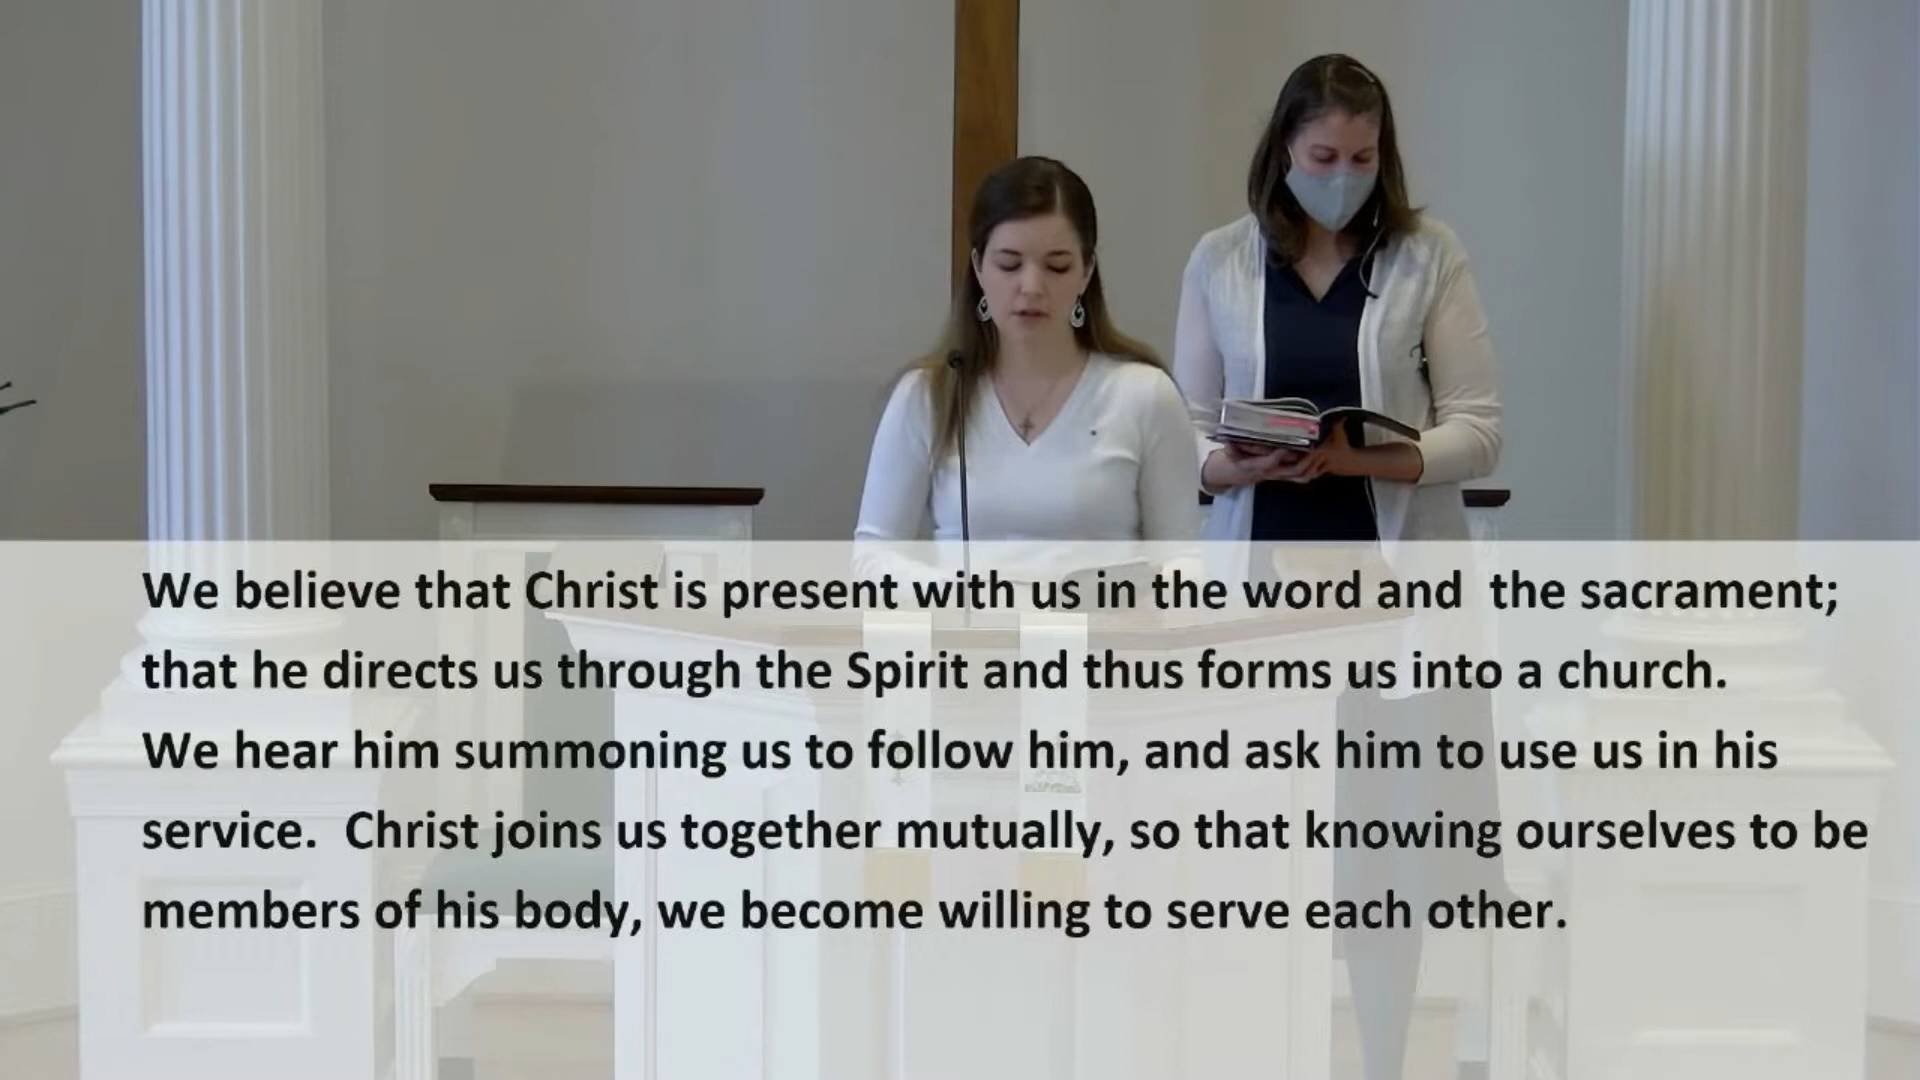 We believe that Christ is present with us in the word and  the sacrament;
that he directs us through the Spirit and thus forms us into a church.
We hear him summoning us to follow him, and ask him to use us in his
service.  Christ joins us together mutually, so that knowing ourselves to be
members of his body, we become willing to serve each other.